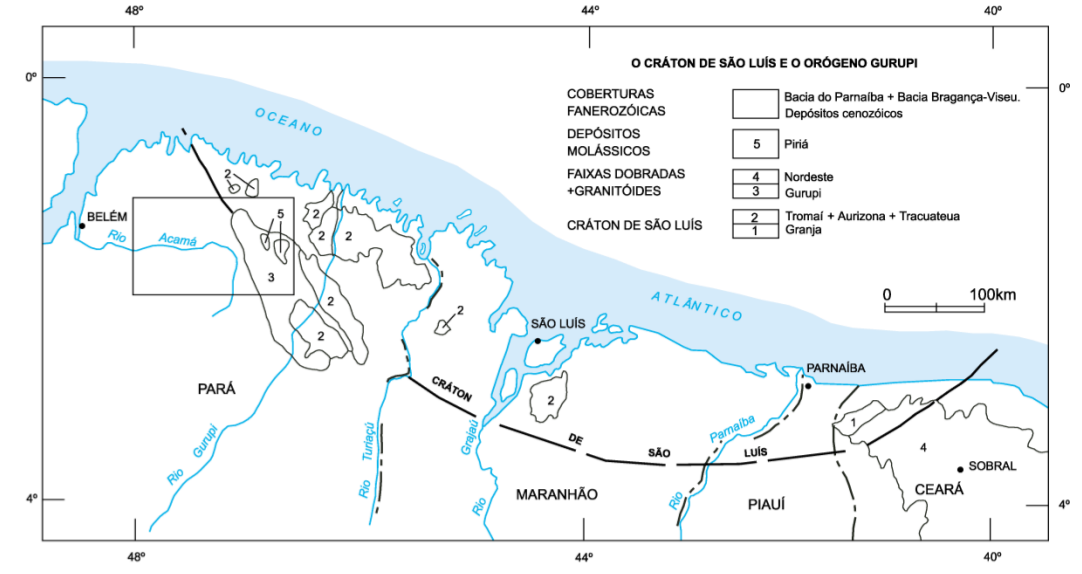 48º 44º 40º
0º 0º
O CRÁTON DE SÃO LUÍS E O ORÓGENO GURUPI
COBERTURAS
FANEROZÓICAS
Bacia do Parnaíba + Bacia Bragança-Viseu.
Depósitos cenozóicos
DEPÓSITOS
MOLÁSSICOS
5 Piriá
FAIXAS DOBRADAS
+GRANITÓIDES
4 Nordeste
3 Gurupi
CRÁTON DE SÃO LUÍS
2 Tromaí + Aurizona + Tracuateua
1 Granja
0 100km
OCEANO
ATLÂNTICO
2
BELÉM
Rio Acamá
5
3
2
2
2
2
2
2
SÃO LUÍS
2
PARÁ
Rio Gurupi
Rio Turiaçú
CRÁTON DE SÃO LUÍS
Rio Grajaú
MARANHÃO
Rio Parnaíba
PARNAÍBA
PIAUÍ
1
4
SOBRAL
CEARÁ
4º 4º
48º 44º 40º